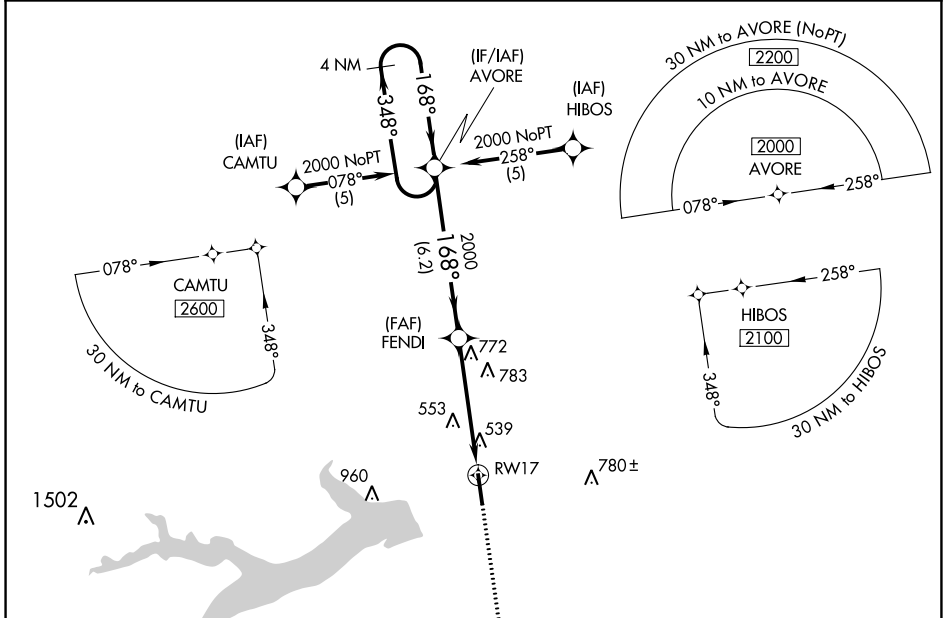 30 NM to AVORE (NoPT)
2200
10 NM to AVORE
2000
AVORE
078°
258°
4 NM
168°
348°
(IF/IAF)
AVORE
(IAF)
HIBOS
2000 NoPT
258°
(5)
(IAF)
CAMTU
2000 NoPT
078°
(5)
2000
168°
(6.2)
078°
CAMTU
2600
348°
30 NM to CAMTU
258°
HIBOS
2100
348°
30 NM to HIBOS
(FAF)
FENDI
772
783
553
539
RW17
780±
960
1502